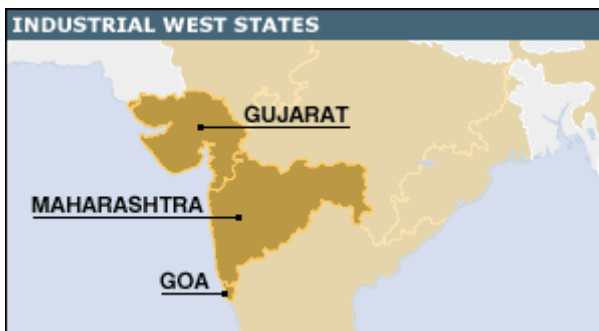 INDUSTRIAL WEST STATES
GUJARAT
MAHARASHTRA
GOA